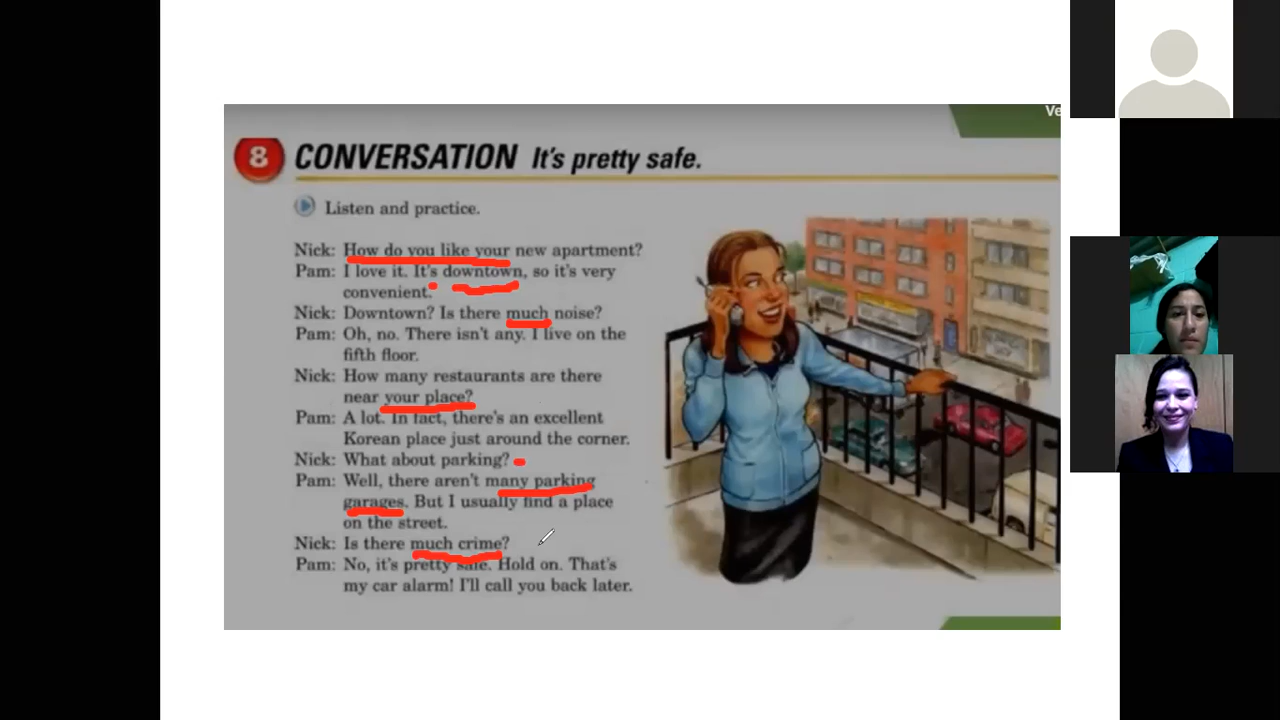 Ve
8 CONVERSATION It's pretty safe.
Listen and practice.
Nick: How do you like your new apartment?
Pam: I love it. It's downtown, so it's very
convenient.
Nick: Downtown? Is there much noise?
Pam: Oh, no. There isn't any. I live on the
fifth floor.
Nick: How many restaurants are there
near your place?
Pam: A lot. In fact, there's an excellent
Korean place just around the corner.
Nick: What about parking?
Pam: Well, there aren't many parking
garages. But I usually find a place
on the street.
Nick: Is there much crime?
Pam: No, it's pretty safe. Hold on. That's
my car alarm! I'll call you back later.